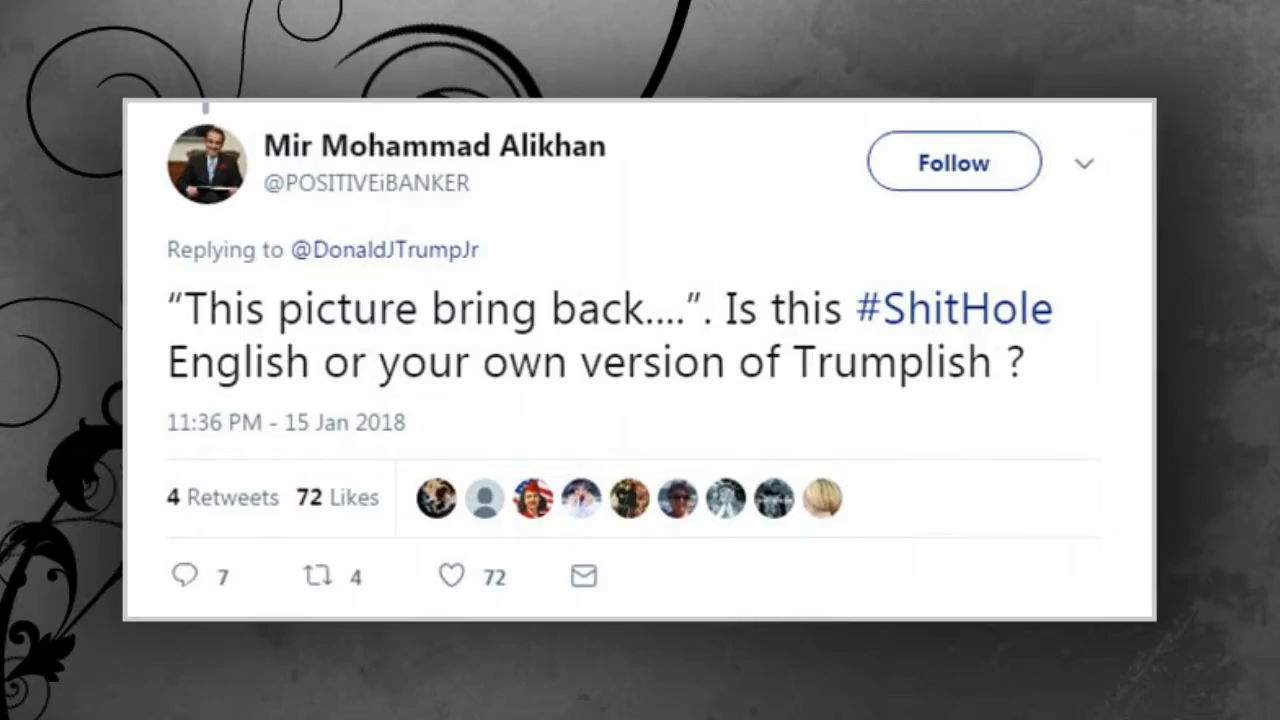 Mir Mohammad Alikhan
@POSITIVEiBANKER
Follow
Replying to @DonaldJTrumpJr
“This picture bring back....”. Is this #ShitHole
English or your own version of Trumplish ?
11:36 PM - 15 Jan 2018
4 Retweets 72 Likes
7 4 72